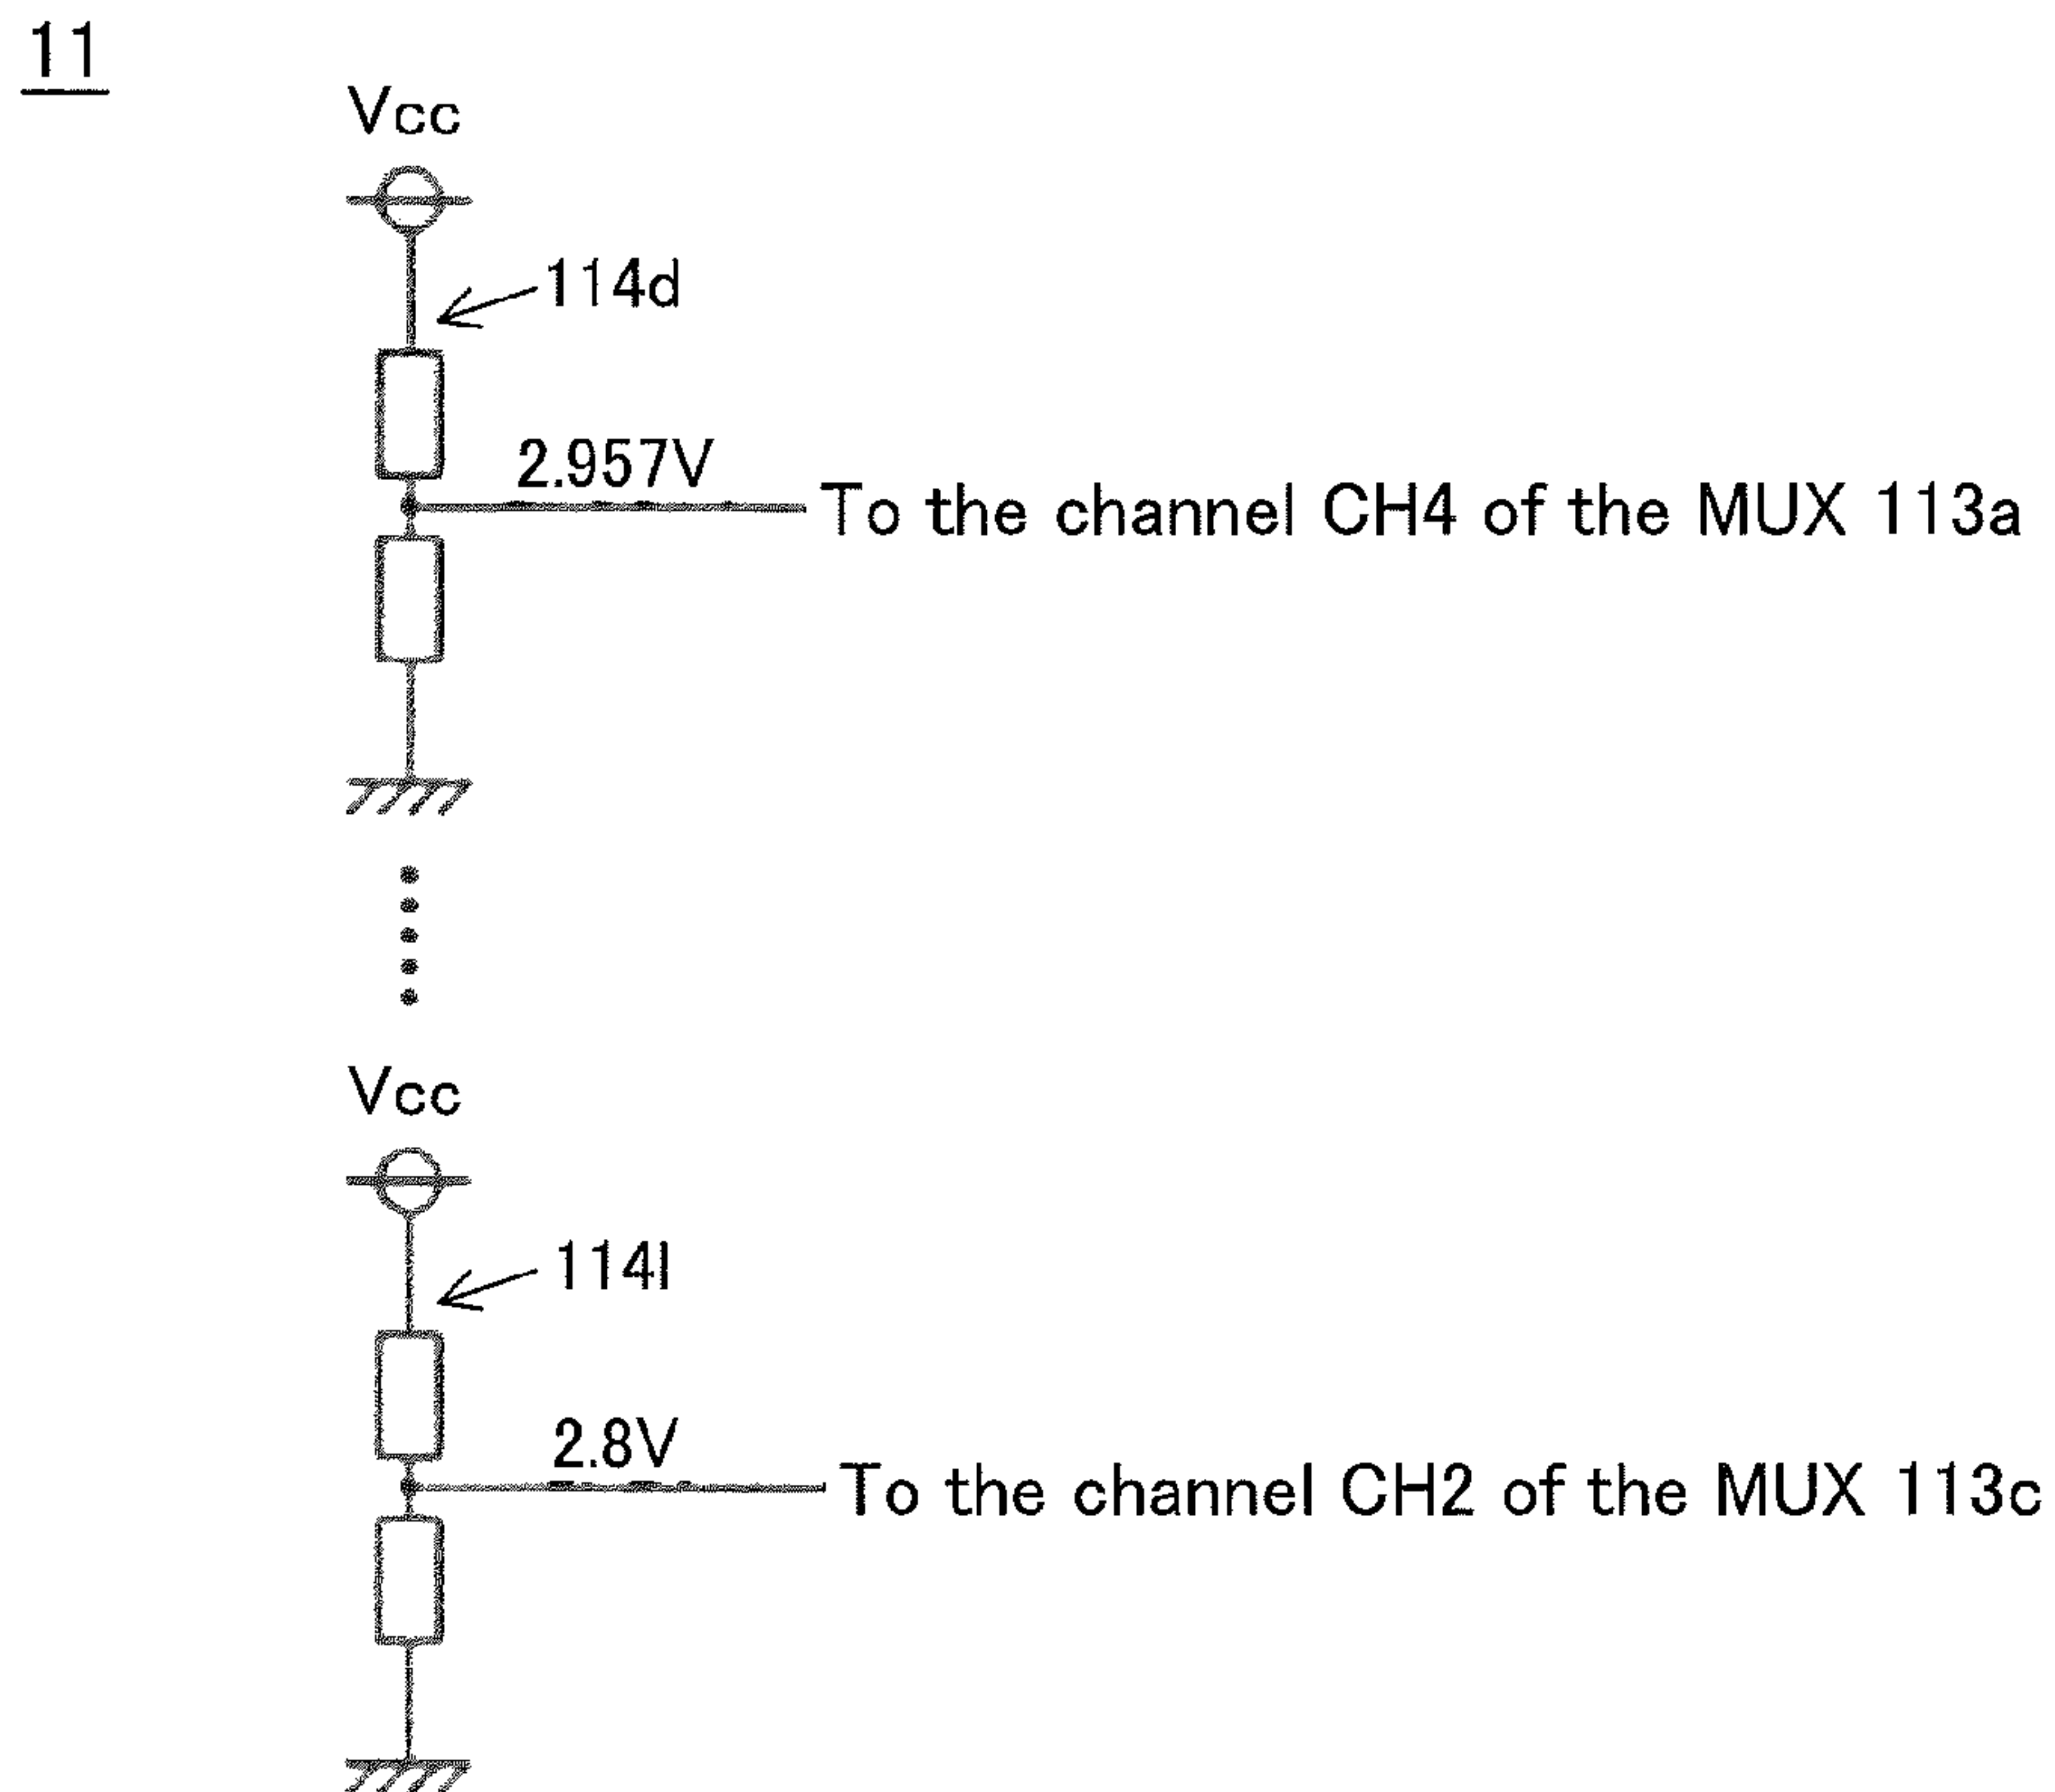 11
Vcc
114d
2.957V
To the channel CH4 of the MUX 113a
Vcc
114l
2.8V
To the channel CH2 of the MUX 113c